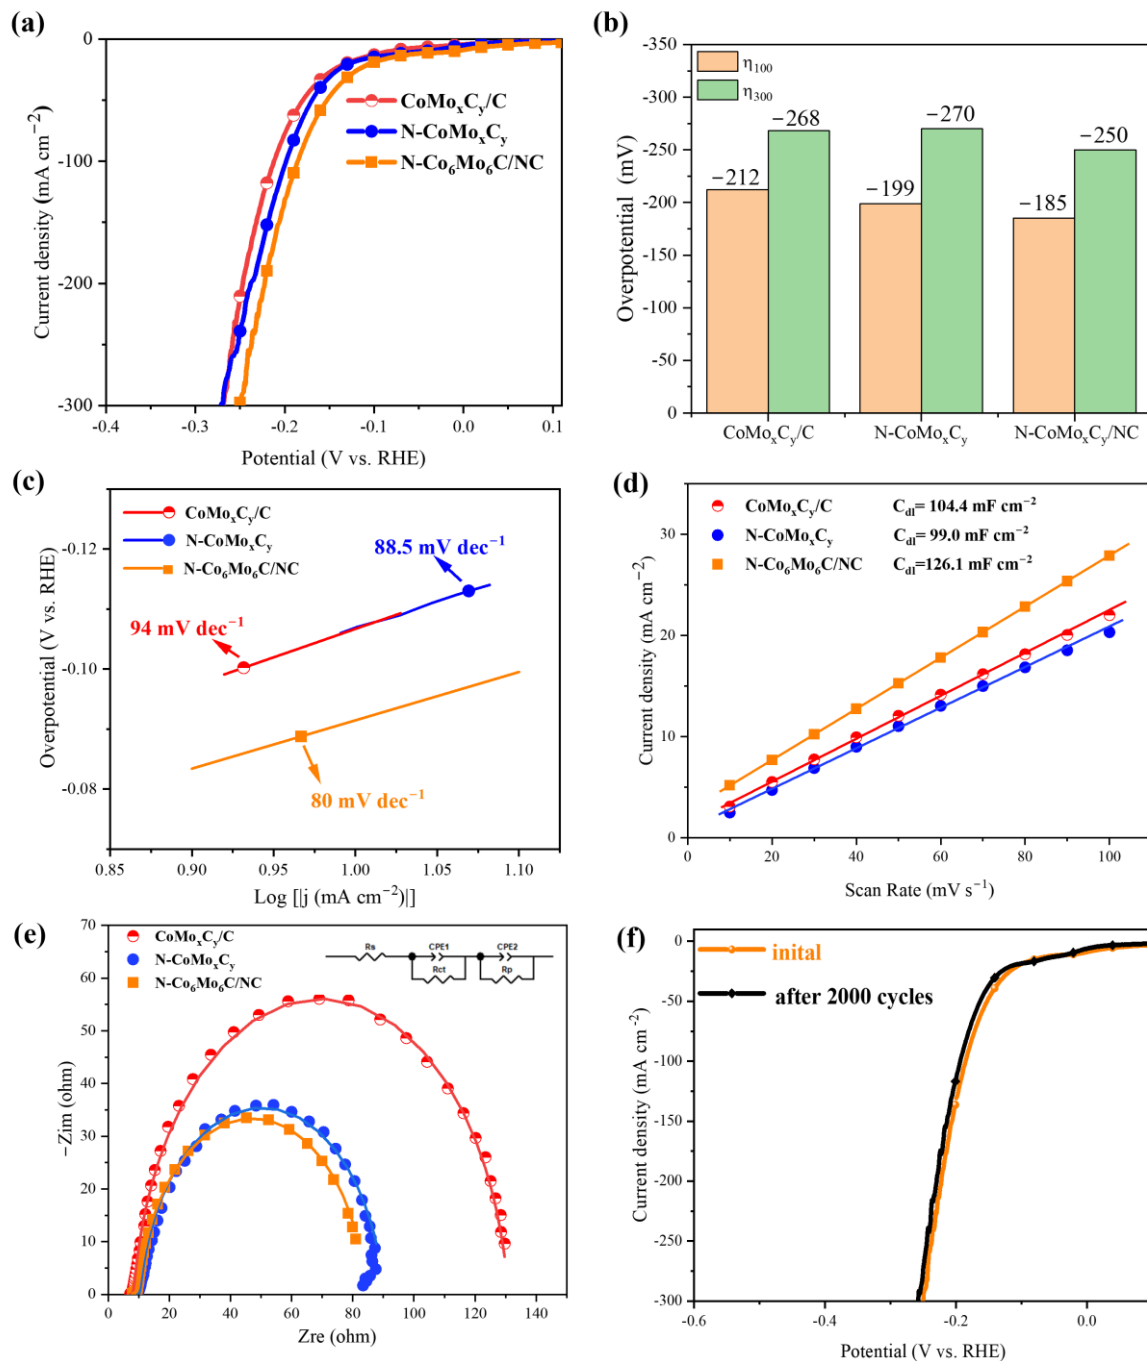 (a)
0
-100
-200
-300
-0.4
-0.3
-0.2
-0.1
0.0
0.1
Current density (mA cm⁻²)
Potential (V vs. RHE)
CoMoₓCᵧ/C
N-CoMoₓCᵧ
N-Co₆Mo₆C/NC
(b)
-350
-300
-250
-200
-150
-100
-50
0
Overpotential (mV)
η₁₀₀
η₃₀₀
−212
−268
−199
−270
−185
−250
CoMoₓCᵧ/C
N-CoMoₓCᵧ
N-CoMoₓCᵧ/NC
(c)
-0.12
-0.10
-0.08
0.85
0.90
0.95
1.00
1.05
1.10
Overpotential (V vs. RHE)
Log [|j (mA cm⁻²)|]
CoMoₓCᵧ/C
N-CoMoₓCᵧ
N-Co₆Mo₆C/NC
88.5 mV dec⁻¹
94 mV dec⁻¹
80 mV dec⁻¹
(d)
CoMoₓCᵧ/C C_dl= 104.4 mF cm⁻²
N-CoMoₓCᵧ C_dl= 99.0 mF cm⁻²
N-Co₆Mo₆C/NC C_dl=126.1 mF cm⁻²
30
20
10
0
0
20
40
60
80
100
Current density (mA cm⁻²)
Scan Rate (mV s⁻¹)
(e)
70
60
50
40
30
20
10
0
0
20
40
60
80
100
120
140
−Zim (ohm)
Zre (ohm)
CoMoₓCᵧ/C
N-CoMoₓCᵧ
N-Co₆Mo₆C/NC
Rs
CPE1
Rct
CPE2
Rp
(f)
0
-50
-100
-150
-200
-250
-300
-0.6
-0.4
-0.2
0.0
Current density (mA cm⁻²)
Potential (V vs. RHE)
inital
after 2000 cycles